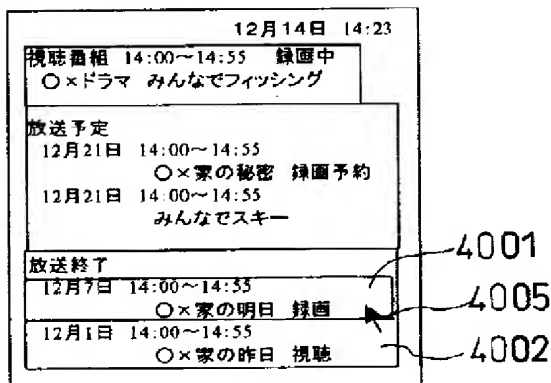 12月14日 14:23
視聴番組 14:00～14:55 録画中
○×ドラマ みんなでフィッシング
放送予定
12月21日 14:00～14:55
○×家の秘密 録画予約
12月21日 14:00～14:55
みんなでスキー
放送終了
12月7日 14:00～14:55
○×家の明日 録画
12月1日 14:00～14:55
○×家の昨日 視聴
4001
4005
4002